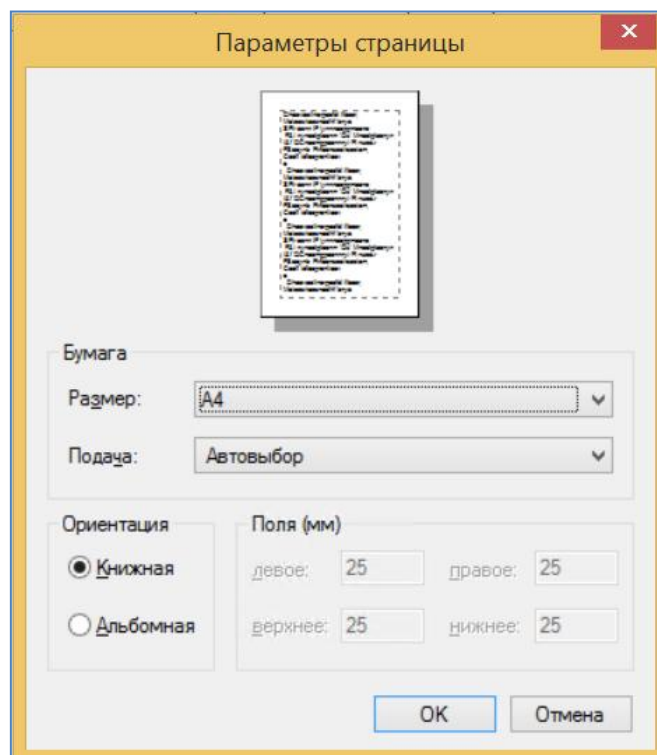 Параметры страницы
Бумага
Размер:
A4
Подача:
Автовыбор
Ориентация
Книжная
Альбомная
Поля (мм)
левое: 25 правое: 25
верхнее: 25 нижнее: 25
OK Отмена